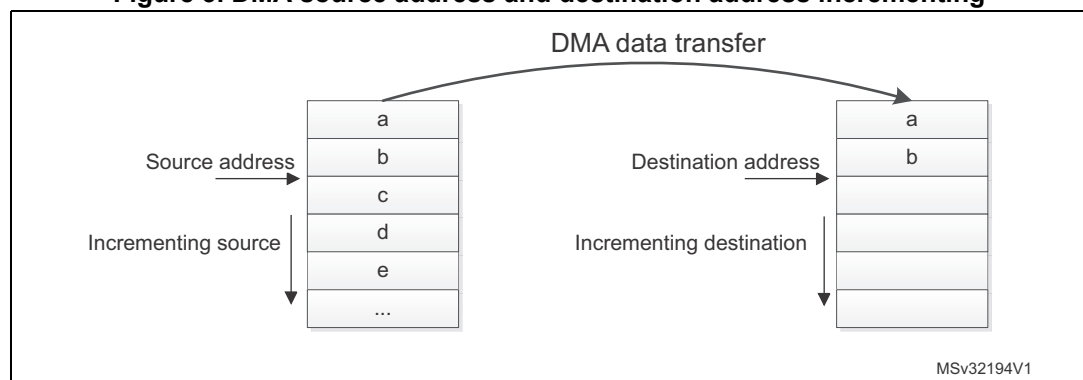 Figure 3. DMA source address and destination address incrementing
DMA data transfer
a
b
c
d
e
...
Source address
Incrementing source
a
b
Destination address
Incrementing destination
MSv32194V1